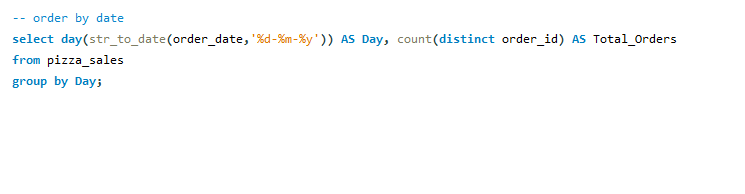 -- order by date
select day(str_to_date(order_date,'%d-%m-%y')) AS Day, count(distinct order_id) AS Total_Orders
from pizza_sales
group by Day;